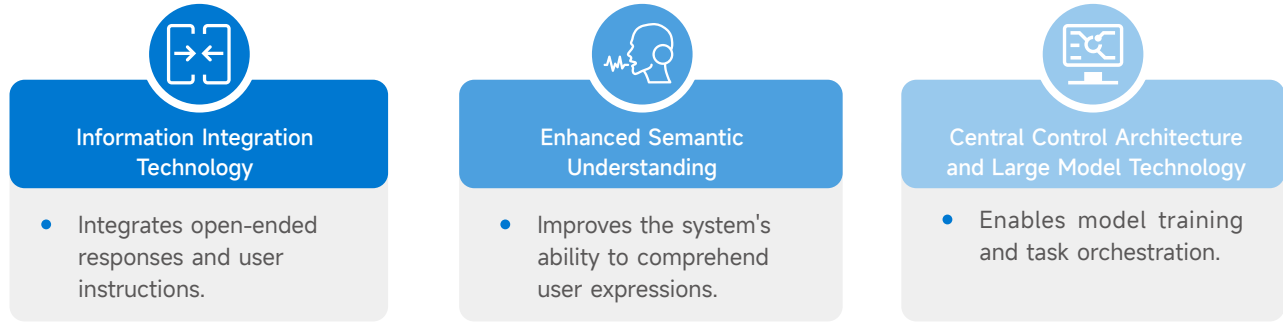 Information Integration
Technology
Integrates open-ended
responses and user
instructions.
Enhanced Semantic
Understanding
Improves the system's
ability to comprehend
user expressions.
Central Control Architecture
and Large Model Technology
Enables model training
and task orchestration.